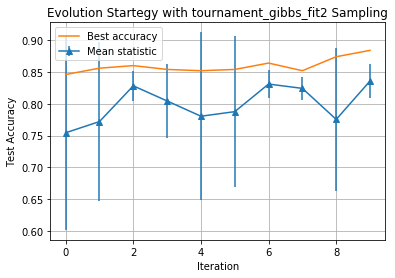 Evolution Startegy with tournament_gibbs_fit2 Sampling
Best accuracy
Mean statistic
0.90
0.85
0.80
0.75
0.70
0.65
0.60
Test Accuracy
0 2 4 6 8
Iteration